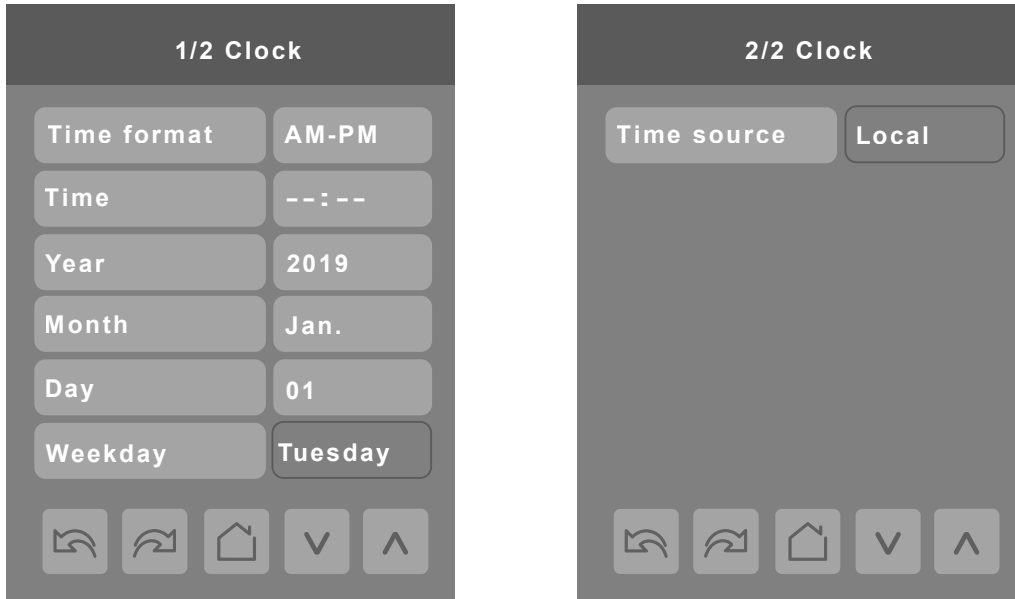 1/2 Clock
Time format AM-PM
Time --:--
Year 2019
Month Jan.
Day 01
Weekday Tuesday
2/2 Clock
Time source Local